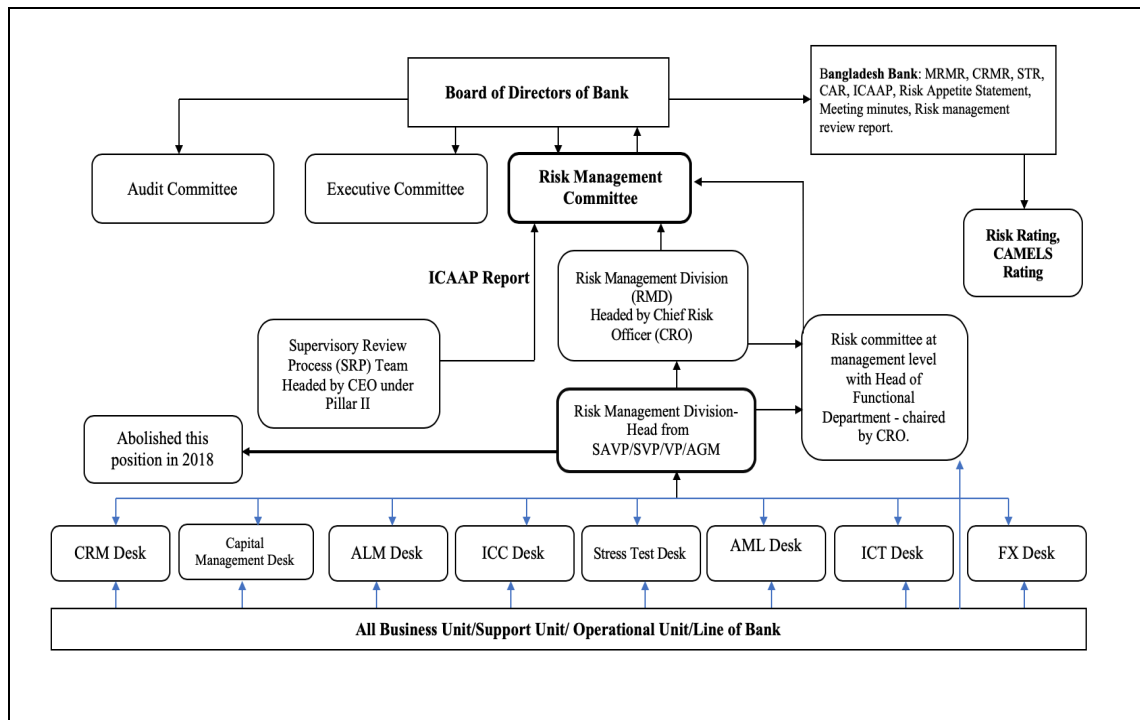 Board of Directors of Bank
Bangladesh Bank: MRMR, CRMR, STR,
CAR, ICAAP, Risk Appetite Statement,
Meeting minutes, Risk management
review report.
Audit Committee
Executive Committee
Risk Management
Committee
Risk Rating,
CAMELS
Rating
ICAAP Report
Risk Management Division
(RMD)
Headed by Chief Risk
Officer (CRO)
Supervisory Review
Process (SRP) Team
Headed by CEO under
Pillar II
Risk committee at
management level
with Head of
Functional
Department - chaired
by CRO.
Risk Management Division-
Head from
SAVP/SVP/VP/AGM
Abolished this
position in 2018
CRM Desk
Capital
Management Desk
ALM Desk
ICC Desk
Stress Test Desk
AML Desk
ICT Desk
FX Desk
All Business Unit/Support Unit/ Operational Unit/Line of Bank